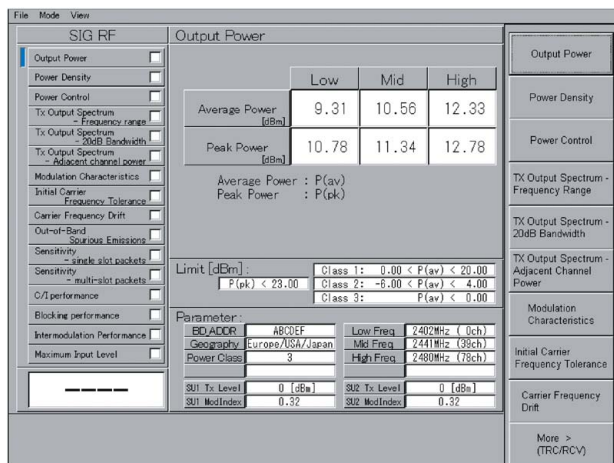 File Mode View
SIG RF
Output Power
Power Density
Power Control
Tx Output Spectrum
- Frequency range
Tx Output Spectrum
- 20dB Bandwidth
Tx Output Spectrum
- Adjacent channel power
Modulation Characteristics
Initial Carrier
Frequency Tolerance
Carrier Frequency Drift
Out-of-Band
Spurious Emissions
Sensitivity
- single slot packets
Sensitivity
- multi-slot packets
C/I performance
Blocking performance
Intermodulation Performance
Maximum Input Level
----
Output Power
Low Mid High
Average Power [dBm] 9.31 10.56 12.33
Peak Power [dBm] 10.78 11.34 12.78
Average Power : P(av)
Peak Power : P(pk)
Limit [dBm] :
P(pk) < 23.00
Class 1: 0.00 < P(av) < 20.00
Class 2: -6.00 < P(av) < 4.00
Class 3: P(av) < 0.00
Parameter :
BD_ADDR ABCDEF Low Freq 2402MHz ( 0ch)
Geography Europe/USA/Japan Mid Freq 2441MHz (39ch)
Power Class 3 High Freq 2480MHz (78ch)
SU1 Tx Level 0 [dBm] SU2 Tx Level 0 [dBm]
SU1 ModIndex 0.32 SU2 ModIndex 0.32
Output Power
Power Density
Power Control
TX Output Spectrum -
Frequency Range
TX Output Spectrum -
20dB Bandwidth
TX Output Spectrum -
Adjacent Channel
Power
Modulation
Characteristics
Initial Carrier
Frequency Tolerance
Carrier Frequency
Drift
More >
(TRC/RCV)